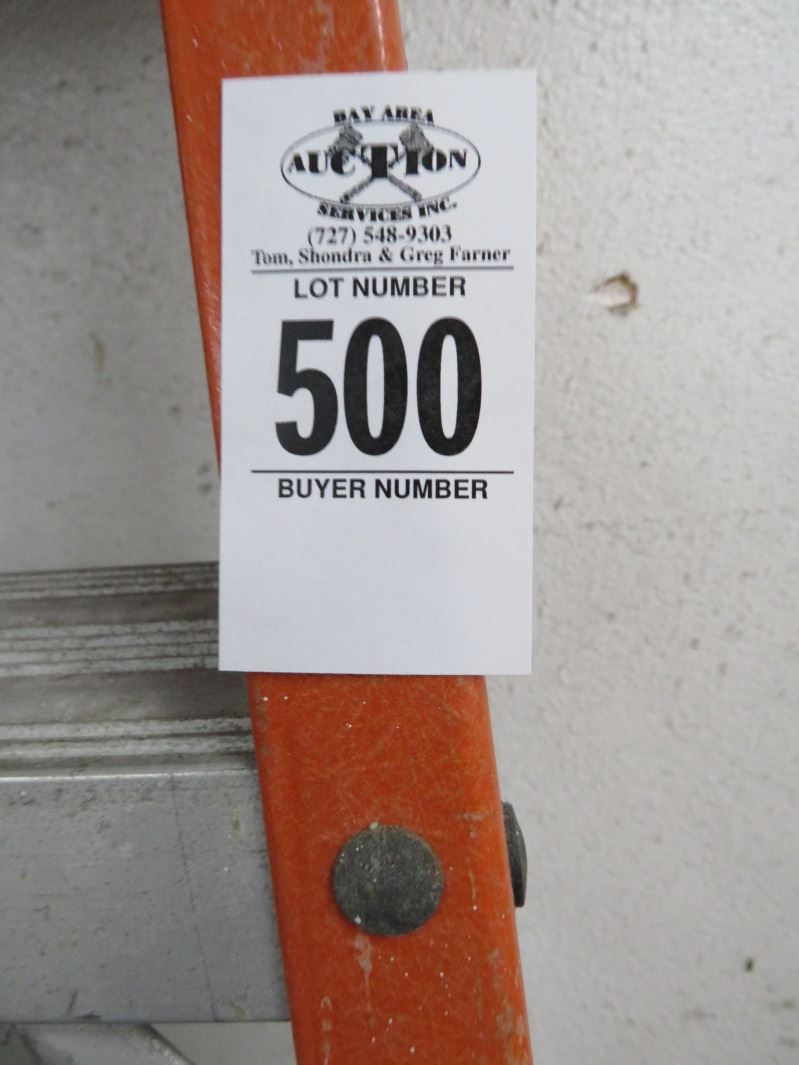 BAY AREA
AUCTION
SERVICES INC.
(727) 548-9303
Tom, Shondra & Greg Farner
LOT NUMBER
500
BUYER NUMBER